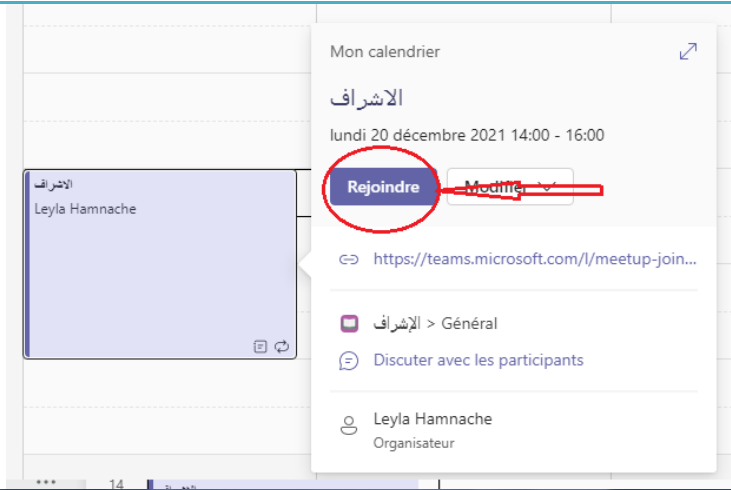 Mon calendrier
الاشراف
lundi 20 décembre 2021 14:00 - 16:00
Rejoindre
Modifier
الاشراف
Leyla Hamnache
https://teams.microsoft.com/l/meetup-join...
الإشراف > Général
Discuter avec les participants
Leyla Hamnache
Organisateur
14